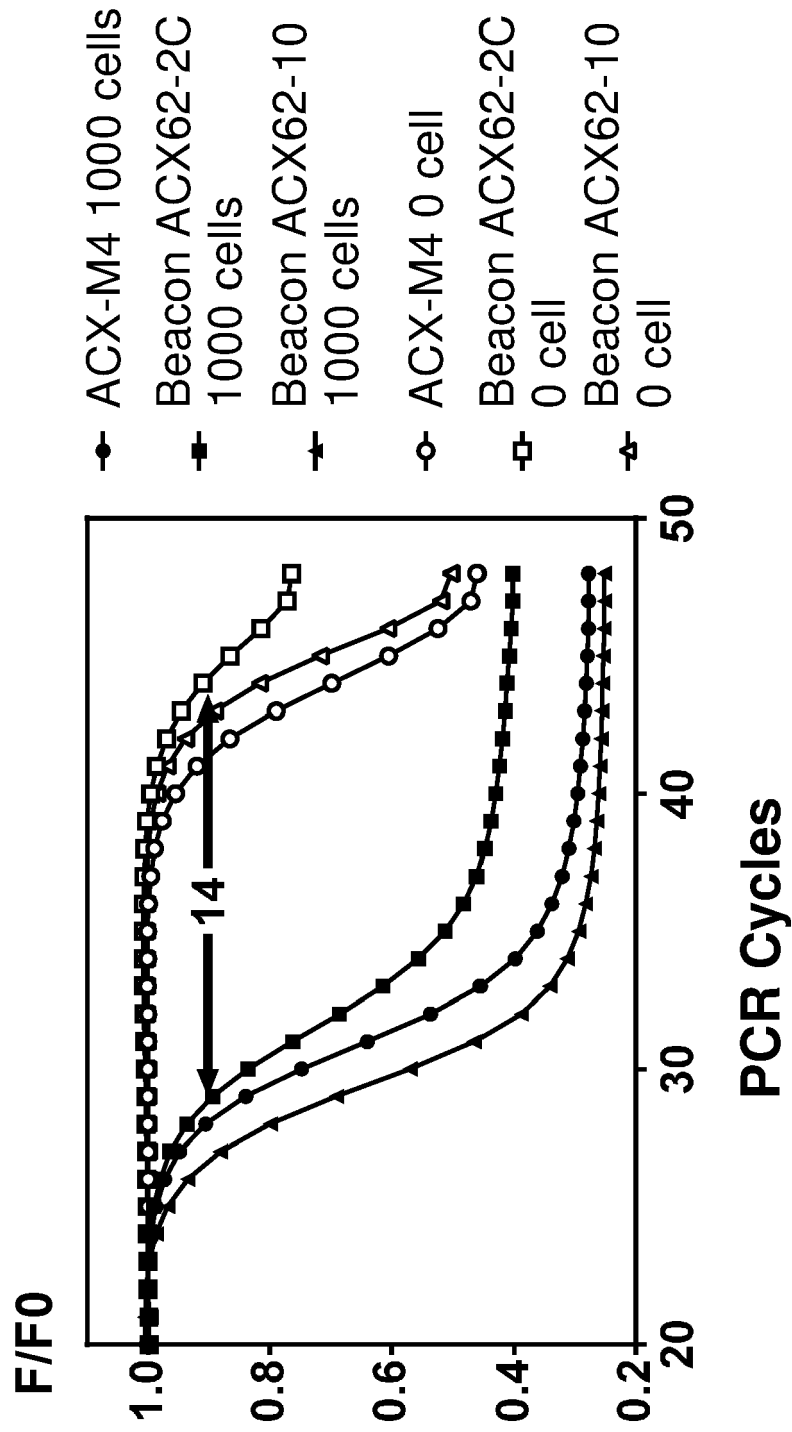 F/F0
1.0
0.8
0.6
0.4
0.2
14
20
30
40
50
PCR Cycles
ACX-M4 1000 cells
Beacon ACX62-2C
1000 cells
Beacon ACX62-10
1000 cells
ACX-M4 0 cell
Beacon ACX62-2C
0 cell
Beacon ACX62-10
0 cell